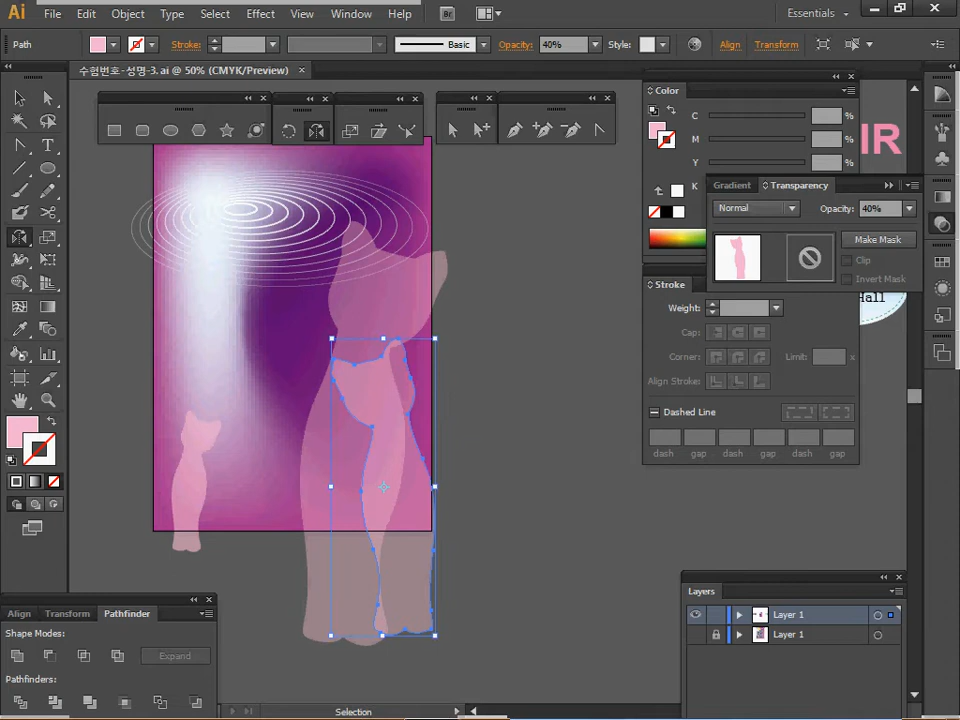 Ai File Edit Object Type Select Effect View Window Help Br Essentials
Path Stroke: Basic Opacity: 40% Style: Align Transform
수험번호-성명-3.ai @ 50% (CMYK/Preview) ×
Color
C %
M %
Y %
K
IR
Gradient Transparency
Normal Opacity: 40%
Make Mask
Clip
Invert Mask
Hall
Stroke
Weight:
Cap:
Corner: Limit: x
Align Stroke:
Dashed Line
dash gap dash gap dash gap
Layers
Layer 1
Layer 1
Align Transform Pathfinder
Shape Modes:
Expand
Pathfinders:
Selection